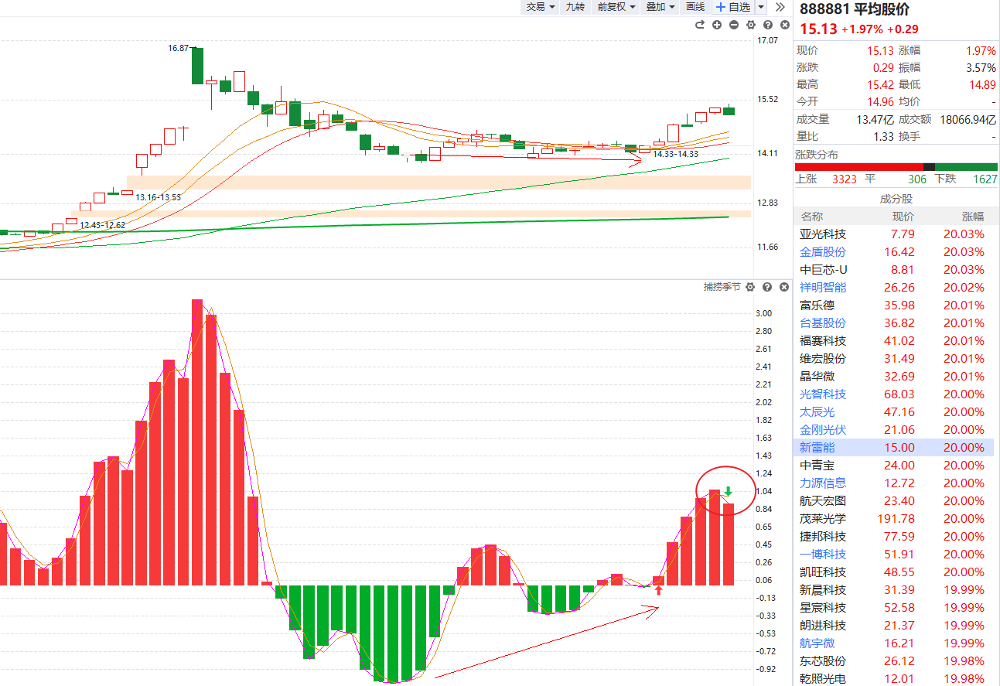 交易 九转 前复权 叠加 画线 自选
888881 平均股价
15.13 +1.97% +0.29
现价 15.13 涨幅 1.97%
涨跌 0.29 振幅 3.57%
最高 15.42 最低 14.89
今开 14.96 均价 -
成交量 13.47亿 成交额 18066.94亿
量比 1.33 换手 -
涨跌分布
上涨 3323 平 306 下跌 1627
成分股
名称 现价 涨幅
亚光科技 7.79 20.03%
金盾股份 16.42 20.03%
中巨芯-U 8.81 20.03%
祥明智能 26.26 20.02%
富乐德 35.98 20.01%
台基股份 36.82 20.01%
福赛科技 41.02 20.01%
维宏股份 31.49 20.01%
晶华微 32.69 20.01%
光智科技 68.03 20.00%
太辰光 47.16 20.00%
金刚光伏 21.06 20.00%
新雷能 15.00 20.00%
中青宝 24.00 20.00%
力源信息 12.72 20.00%
航天宏图 23.40 20.00%
茂莱光学 191.78 20.00%
捷邦科技 77.59 20.00%
一博科技 51.91 20.00%
凯旺科技 48.55 20.00%
新晨科技 31.39 19.99%
星宸科技 52.58 19.99%
朗进科技 21.37 19.99%
航宇微 16.21 19.99%
东芯股份 26.12 19.98%
乾照光电 12.01 19.98%
17.07
15.52
14.11
12.83
11.66
16.87
14.33-14.33
13.16-13.53
12.43-12.62
捕捞季节
3.00
2.80
2.61
2.41
2.21
2.02
1.82
1.63
1.43
1.24
1.04
0.84
0.65
0.45
0.26
0.06
-0.13
-0.33
-0.53
-0.72
-0.92